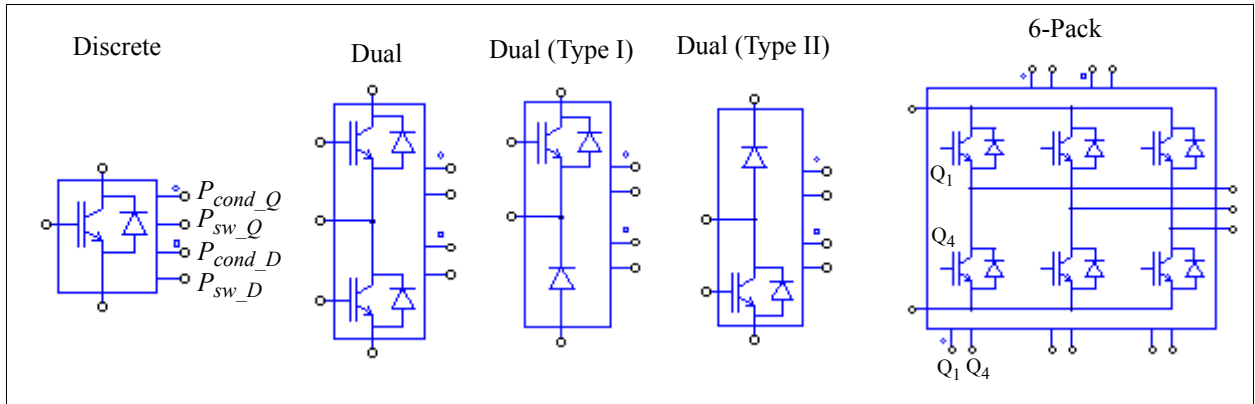 Discrete
Dual
Dual (Type I)
Dual (Type II)
6-Pack
P_cond_Q
P_sw_Q
P_cond_D
P_sw_D
Q1
Q4
Q1 Q4